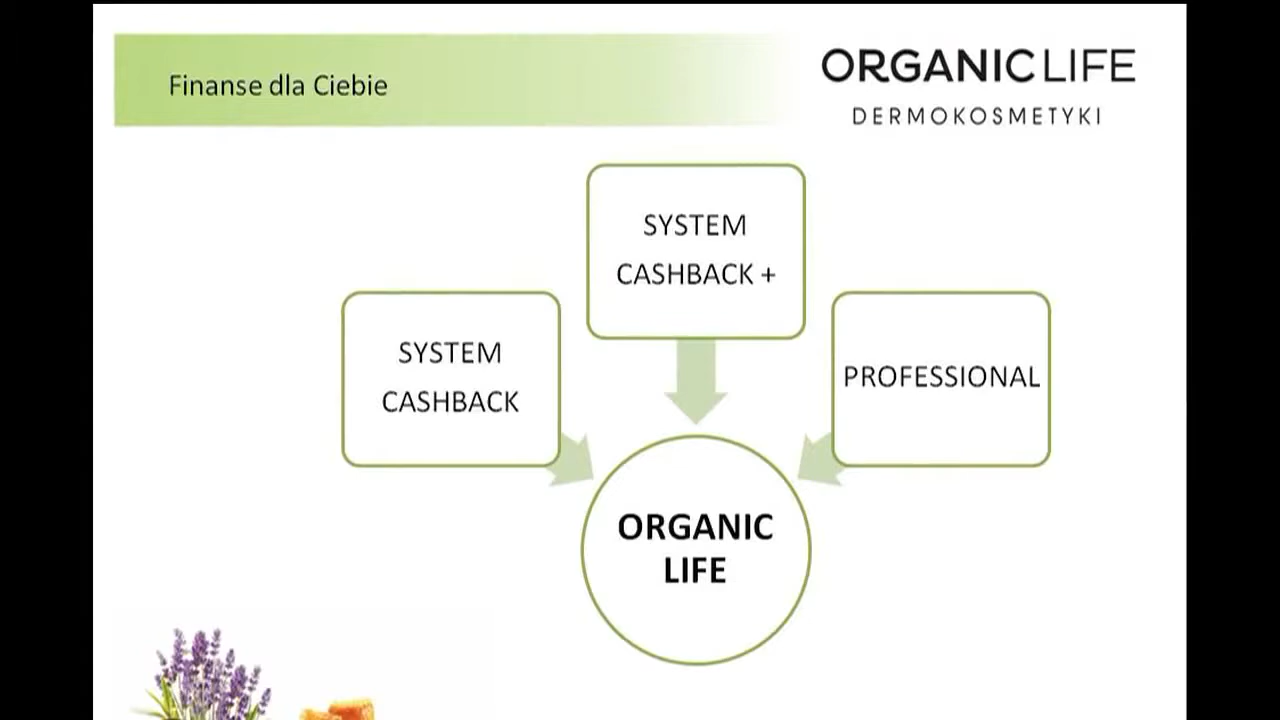 Finanse dla Ciebie
ORGANIC LIFE
DERMOKOSMETYKI
SYSTEM
CASHBACK +
SYSTEM
CASHBACK
PROFESSIONAL
ORGANIC
LIFE